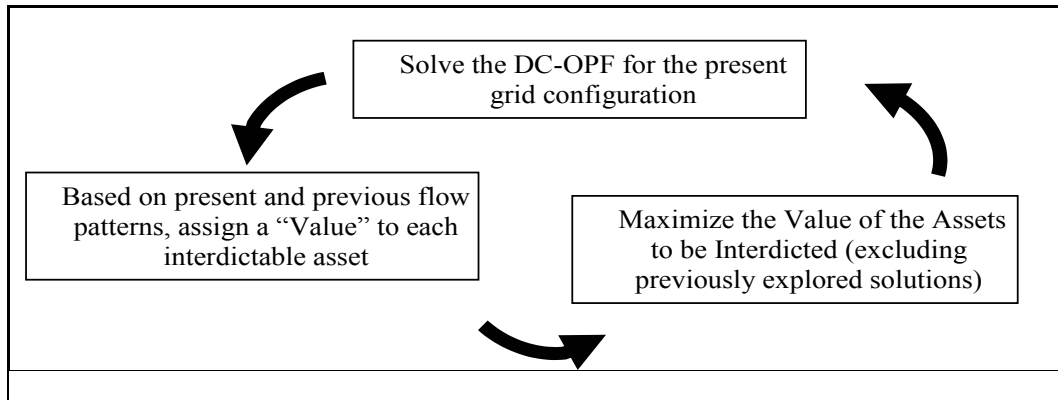 Solve the DC-OPF for the present
grid configuration
Based on present and previous flow
patterns, assign a “Value” to each
interdictable asset
Maximize the Value of the Assets
to be Interdicted (excluding
previously explored solutions)